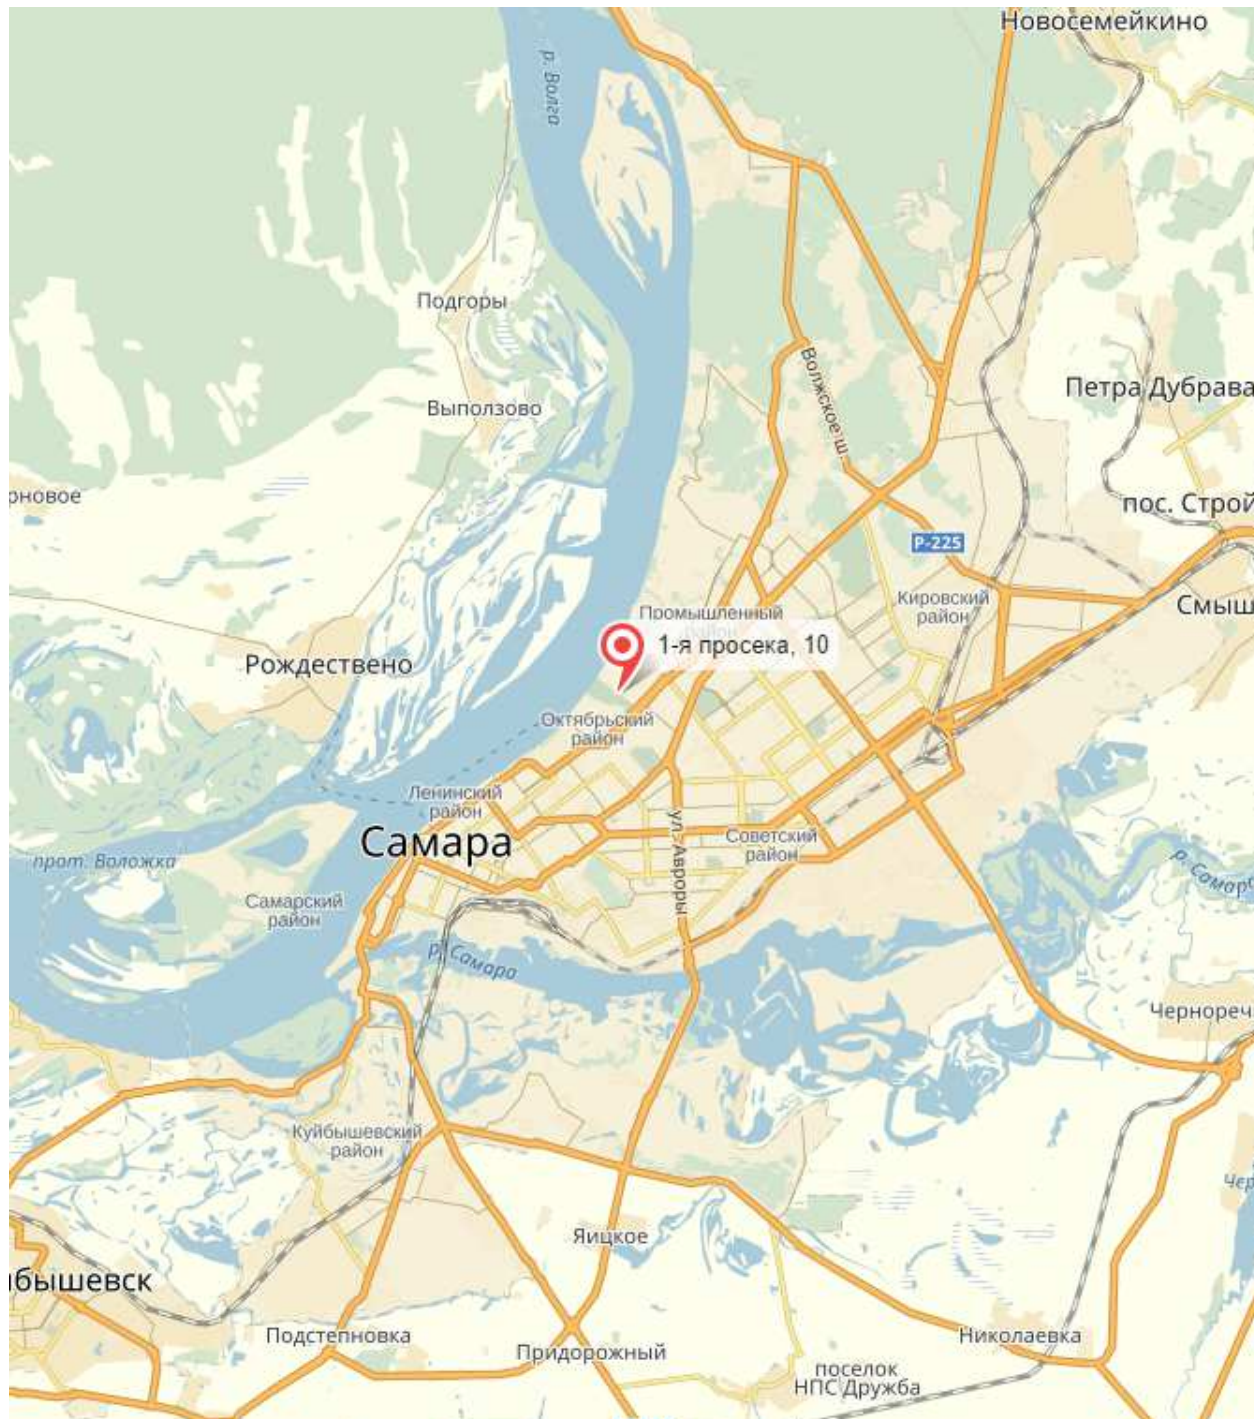 Новосемейкино
р. Волга
Подгоры
Волжское ш.
Петра Дубрава
Выползово
рновое
пос. Строй
Р-225
Кировский
район
Смыш
Промышленный
район
1-я просека, 10
Рождествено
Октябрьский
район
Ленинский
район
ул. Авроры
Советский
район
Самара
прот. Воложка
р. Самара
Самарский
район
р. Самара
Чернореч
Куйбышевский
район
Чер
Яицкое
йбышевск
Подстепновка
Придорожный
Николаевка
поселок
НПС Дружба